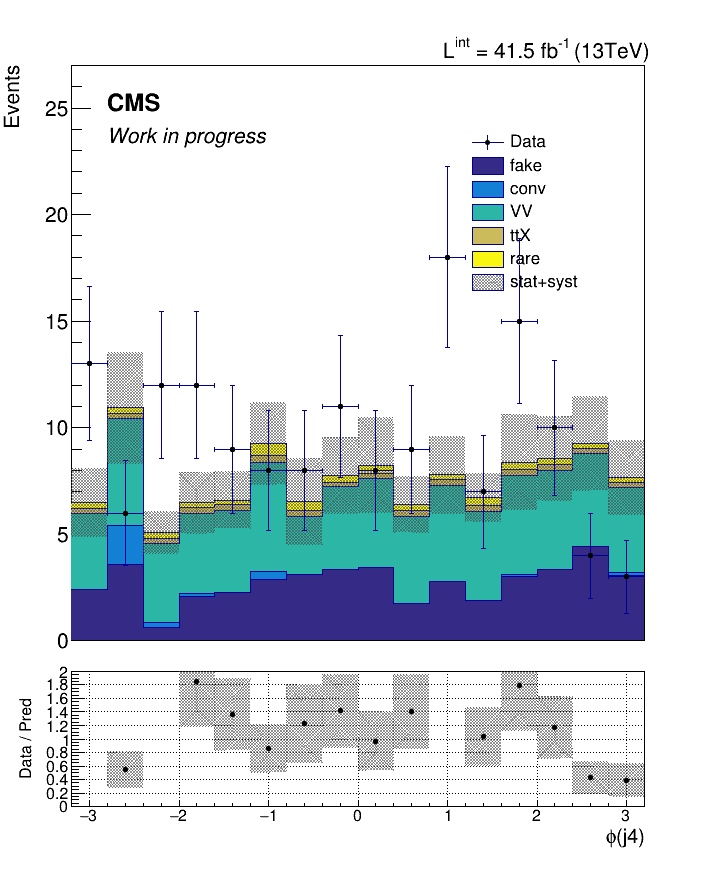 L^int = 41.5 fb^-1 (13TeV)
Events
CMS
Work in progress
Data
fake
conv
VV
ttX
rare
stat+syst
25
20
15
10
5
0
Data / Pred
2
1.8
1.6
1.4
1.2
1
0.8
0.6
0.4
0.2
0
−3 −2 −1 0 1 2 3
ϕ(j4)